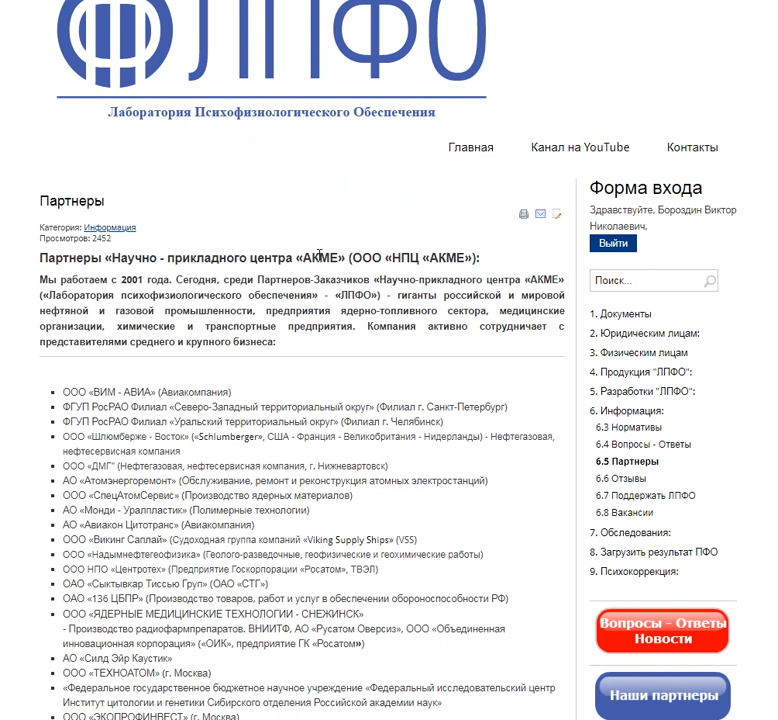 ЛПФО
Лаборатория Психофизиологического Обеспечения
Главная Канал на YouTube Контакты
Партнеры
Категория: Информация
Просмотров: 2452
Партнеры «Научно - прикладного центра «АКМЕ» (ООО «НПЦ «АКМЕ»):
Мы работаем с 2001 года. Сегодня, среди Партнеров-Заказчиков «Научно-прикладного центра «АКМЕ»
(«Лаборатория психофизиологического обеспечения» - «ЛПФО») - гиганты российской и мировой
нефтяной и газовой промышленности, предприятия ядерно-топливного сектора, медицинские
организации, химические и транспортные предприятия. Компания активно сотрудничает с
представителями среднего и крупного бизнеса:
ООО «ВИМ - АВИА» (Авиакомпания)
ФГУП РосРАО Филиал «Северо-Западный территориальный округ» (Филиал г. Санкт-Петербург)
ФГУП РосРАО Филиал «Уральский территориальный округ» (Филиал г. Челябинск)
ООО «Шлюмберже - Восток» («Schlumberger», США - Франция - Великобритания - Нидерланды) - Нефтегазовая,
нефтесервисная компания
ООО «ДМГ" (Нефтегазовая, нефтесервисная компания, г. Нижневартовск)
АО «Атомэнергоремонт» (Обслуживание, ремонт и реконструкция атомных электростанций)
ООО «СпецАтомСервис» (Производство ядерных материалов)
АО «Монди - Уралпластик» (Полимерные технологии)
АО «Авиакон Цитотранс» (Авиакомпания)
ООО «Викинг Саплай» (Судоходная группа компаний «Viking Supply Ships» (VSS)
ООО «Надымнефтегеофизика» (Геолого-разведочные, геофизические и геохимические работы)
ООО НПО «Центротех» (Предприятие Госкорпорации «Росатом», ТВЭЛ)
ОАО «Сыктывкар Тиссью Груп» (ОАО «СТГ»)
ОАО «136 ЦБПР» (Производство товаров, работ и услуг в обеспечении обороноспособности РФ)
ООО «ЯДЕРНЫЕ МЕДИЦИНСКИЕ ТЕХНОЛОГИИ - СНЕЖИНСК»
- Производство радиофармпрепаратов. ВНИИТФ, АО «Русатом Оверсиз», ООО «Объединенная
инновационная корпорация» («ОИК», предприятие ГК «Росатом»)
АО «Силд Эйр Каустик»
ООО «ТЕХНОАТОМ» (г. Москва)
«Федеральное государственное бюджетное научное учреждение «Федеральный исследовательский центр
Институт цитологии и генетики Сибирского отделения Российской академии наук»
ООО «ЭКОПРОФИНВЕСТ» (г. Москва)
Форма входа
Здравствуйте, Бороздин Виктор
Николаевич,
Выйти
Поиск...
1. Документы
2. Юридическим лицам:
3. Физическим лицам
4. Продукция "ЛПФО":
5. Разработки "ЛПФО":
6. Информация:
6.3 Нормативы
6.4 Вопросы - Ответы
6.5 Партнеры
6.6 Отзывы
6.7 Поддержать ЛПФО
6.8 Вакансии
7. Обследования:
8. Загрузить результат ПФО
9. Психокоррекция:
Вопросы - Ответы
Новости
Наши партнеры